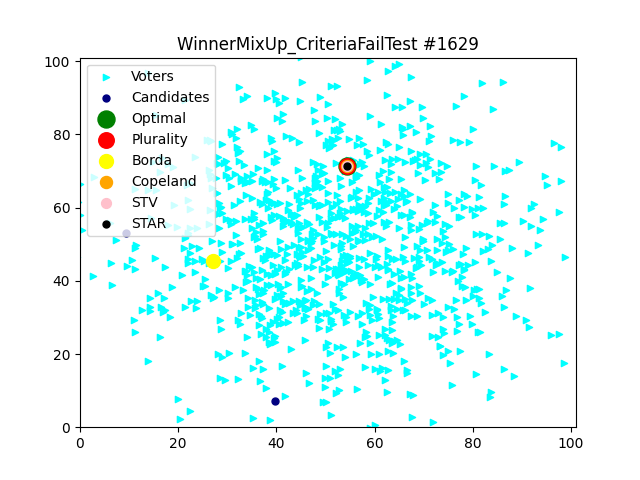 WinnerMixUp_CriteriaFailTest #1629
100
80
60
40
20
0
Voters
Candidates
Optimal
Plurality
Borda
Copeland
STV
STAR
0 20 40 60 80 100